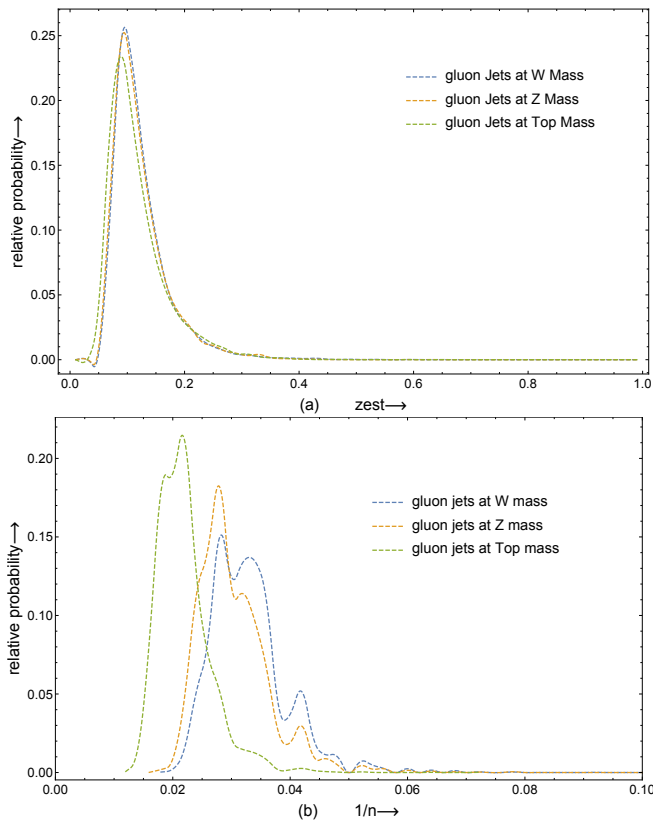 0.25
0.20
0.15
0.10
0.05
0.00
relative probability→
gluon Jets at W Mass
gluon Jets at Z Mass
gluon Jets at Top Mass
0.0 0.2 0.4 0.6 0.8 1.0
(a) zest→
0.20
0.15
0.10
0.05
0.00
relative probability→
gluon jets at W mass
gluon jets at Z mass
gluon jets at Top mass
0.00 0.02 0.04 0.06 0.08 0.10
(b) 1/n→